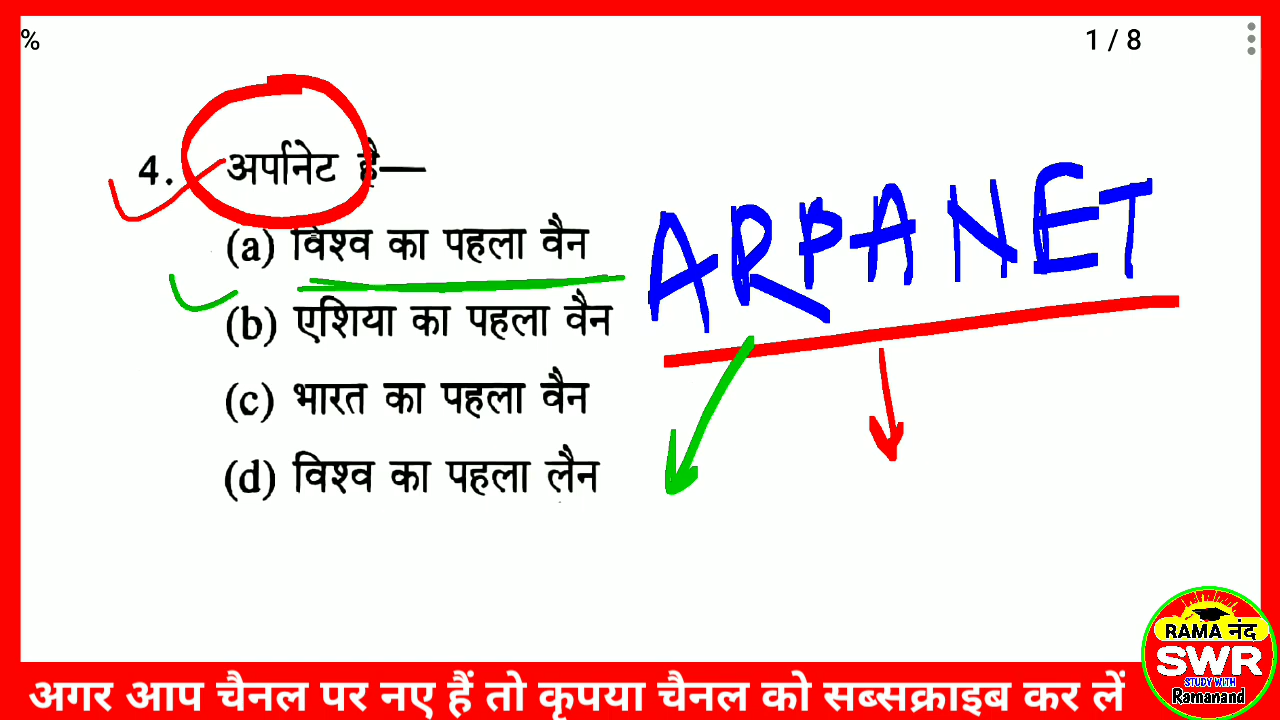 %
1 / 8
4. अर्पानेट है—
(a) विश्व का पहला वैन
(b) एशिया का पहला वैन
(c) भारत का पहला वैन
(d) विश्व का पहला लैन
ARPANET
RAMA नंद
SWR
STUDY WITH
Ramanand
अगर आप चैनल पर नए हैं तो कृपया चैनल को सब्सक्राइब कर लें